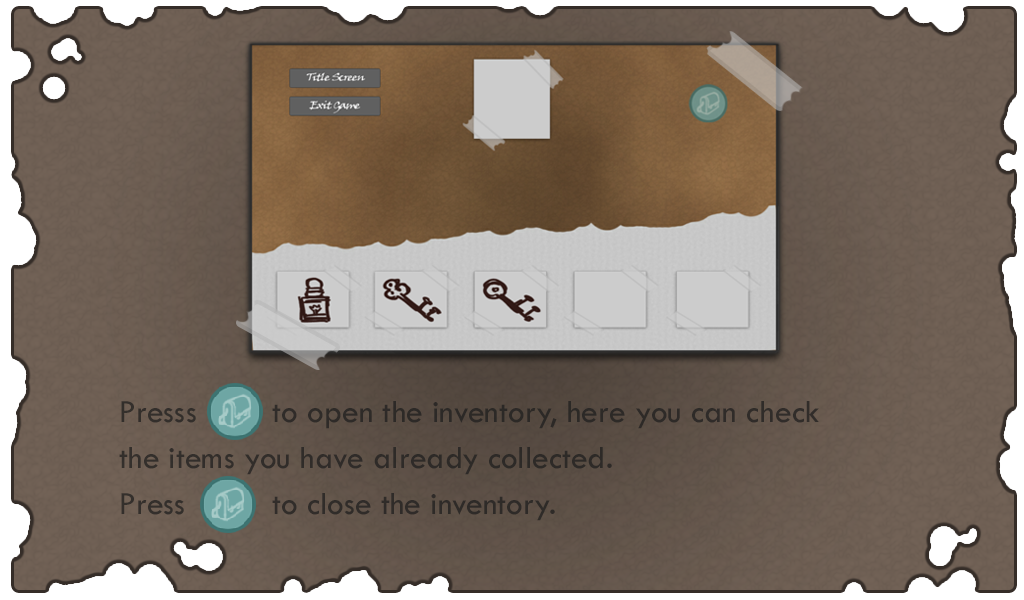 Title Screen
Exit Game
Presss to open the inventory, here you can check
the items you have already collected.
Press to close the inventory.